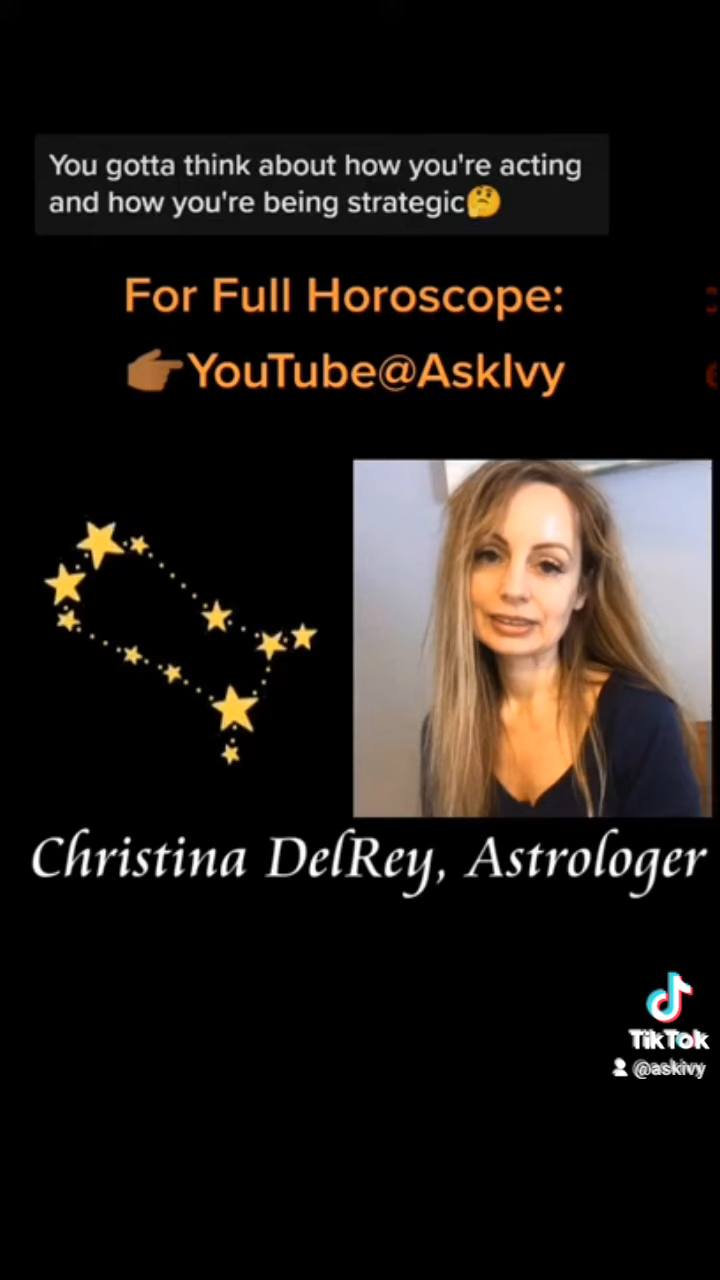 You gotta think about how you're acting
and how you're being strategic🤔
For Full Horoscope:
👉🏾YouTube@AskIvy
Christina DelRey, Astrologer
TikTok
@askivy